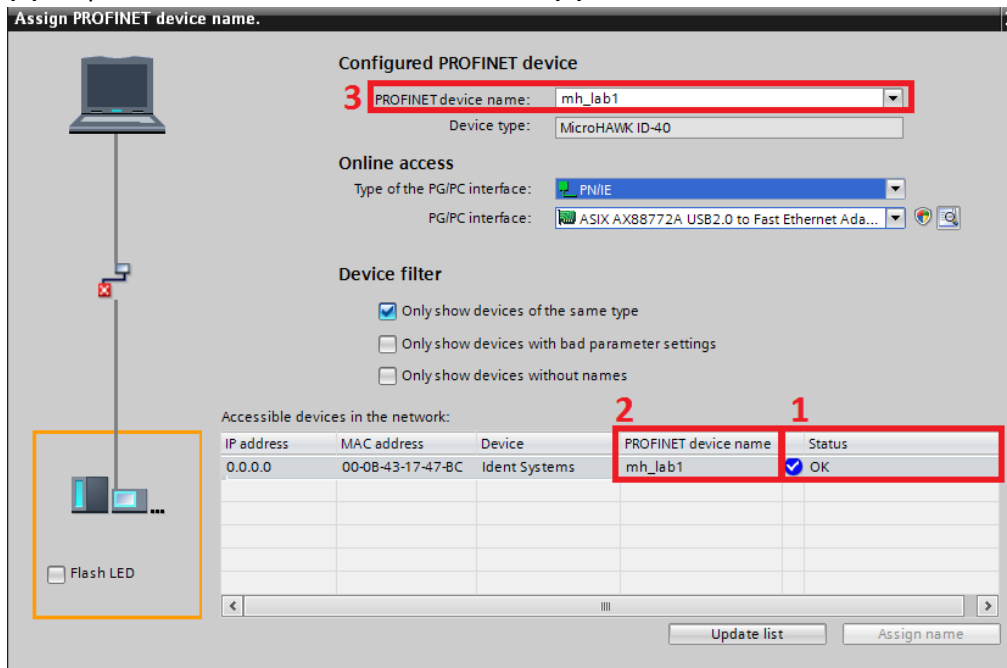 Assign PROFINET device name.
Configured PROFINET device
3 PROFINET device name: mh_lab1
Device type: MicroHAWK ID-40
Online access
Type of the PG/PC interface: PN/IE
PG/PC interface: ASIX AX88772A USB2.0 to Fast Ethernet Ada...
Device filter
Only show devices of the same type
Only show devices with bad parameter settings
Only show devices without names
2 1
Accessible devices in the network:
IP address MAC address Device PROFINET device name Status
0.0.0.0 00-0B-43-17-47-BC Ident Systems mh_lab1 OK
...
Flash LED
Update list Assign name